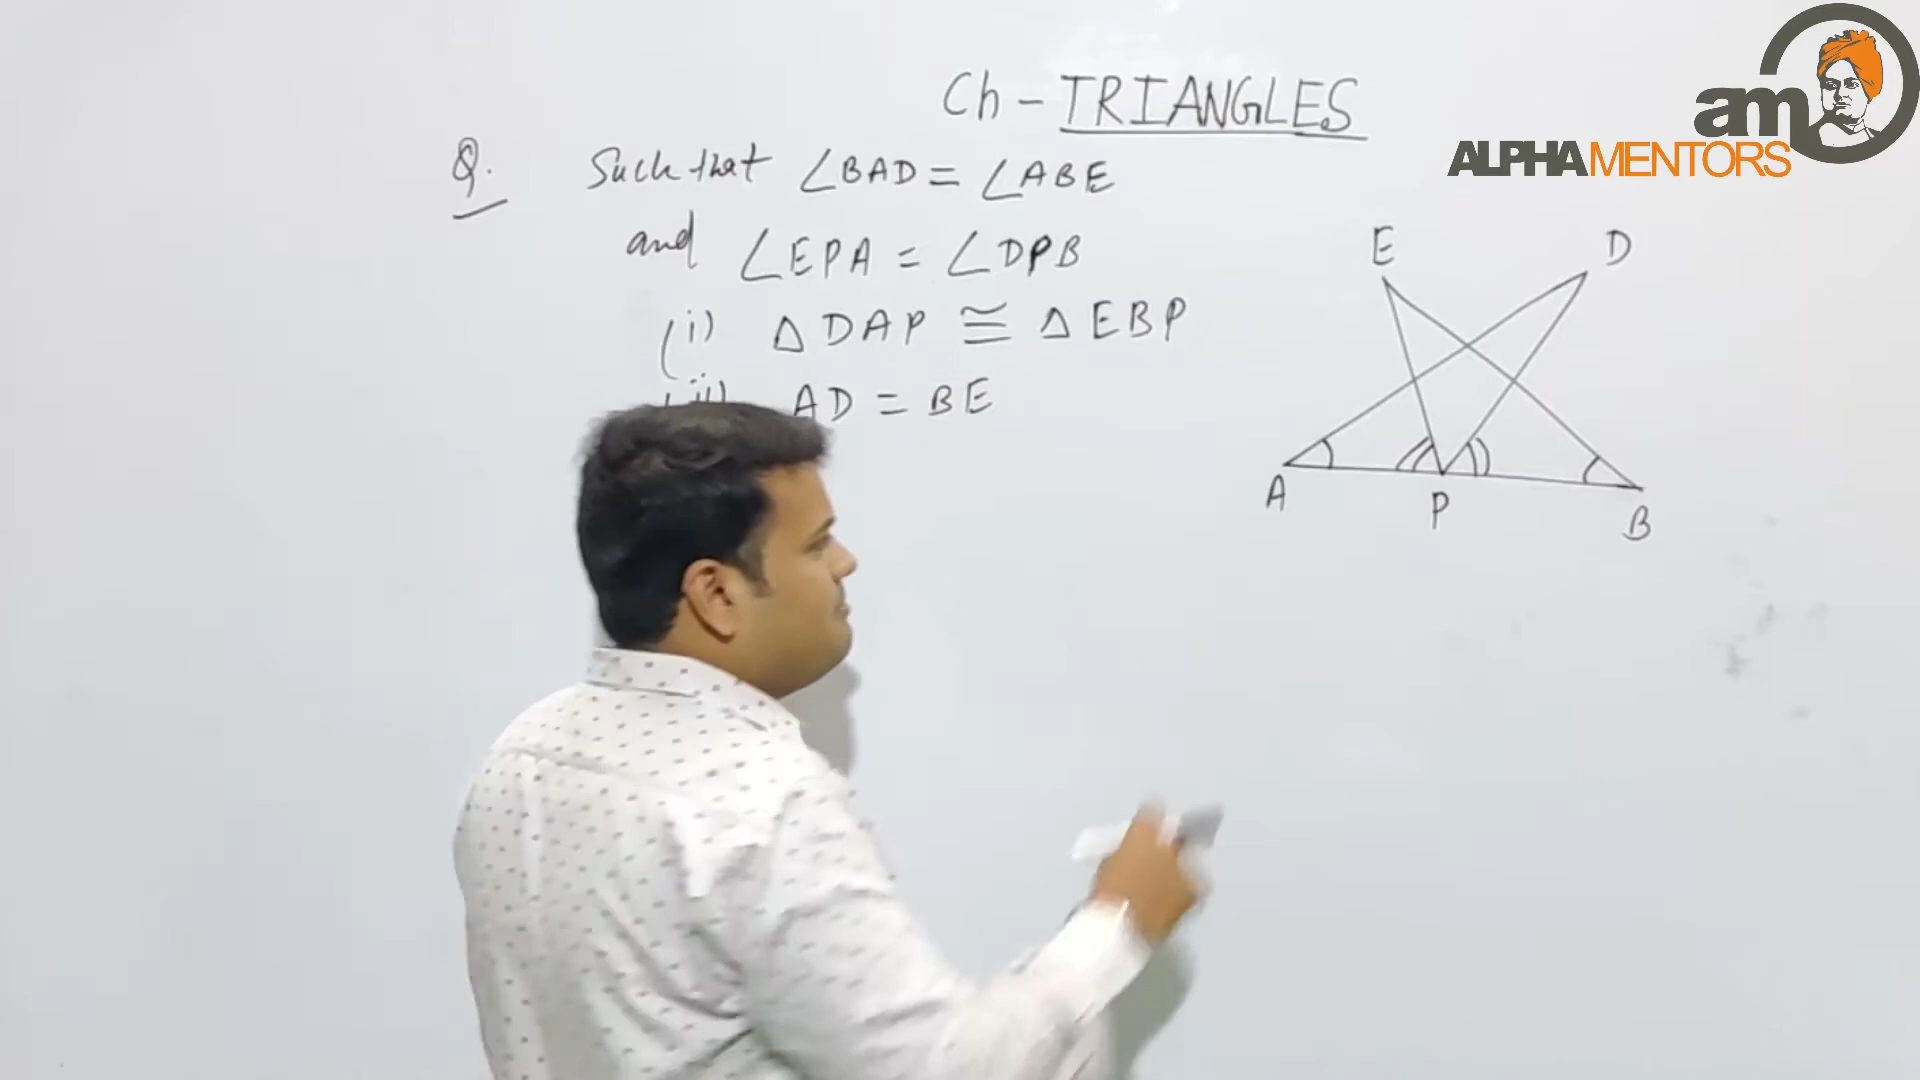 Ch - TRIANGLES
am
ALPHAMENTORS
Q. Such that ∠BAD = ∠ABE
and ∠EPA = ∠DPB
(i) △DAP ≅ △EBP
(ii) AD = BE
E D
A P B